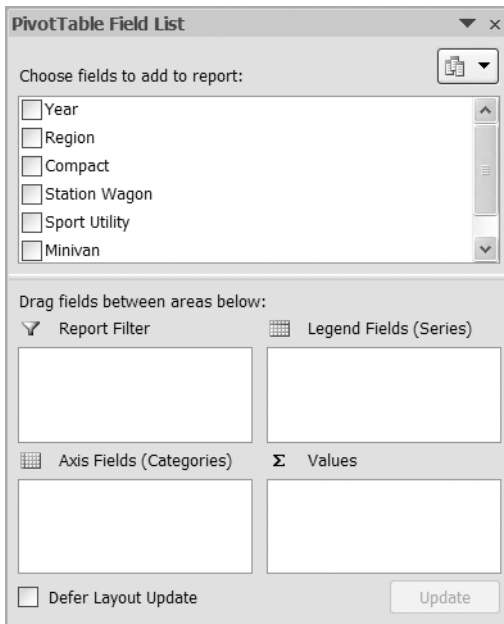 PivotTable Field List
Choose fields to add to report:
Year
Region
Compact
Station Wagon
Sport Utility
Minivan
Drag fields between areas below:
Report Filter
Legend Fields (Series)
Axis Fields (Categories)
Σ Values
Defer Layout Update
Update